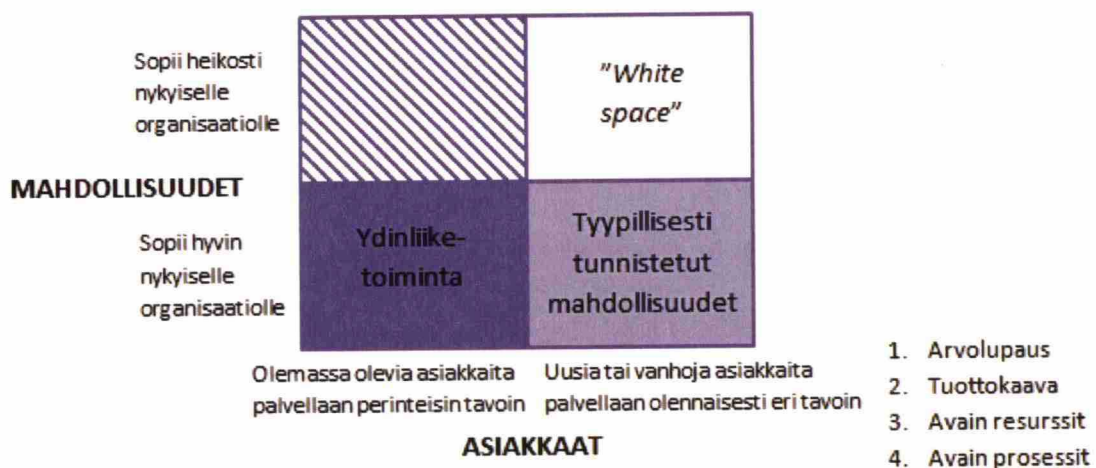 Sopii heikosti
nykyiselle
organisaatiolle
"White
space"
MAHDOLLISUUDET
Sopii hyvin
nykyiselle
organisaatiolle
Ydinliike-
toiminta
Tyypillisesti
tunnistetut
mahdollisuudet
Olemassa olevia asiakkaita
palvellaan perinteisin tavoin
Uusia tai vanhoja asiakkaita
palvellaan olennaisesti eri tavoin
ASIAKKAAT
1. Arvolupaus
2. Tuottokaava
3. Avain resurssit
4. Avain prosessit